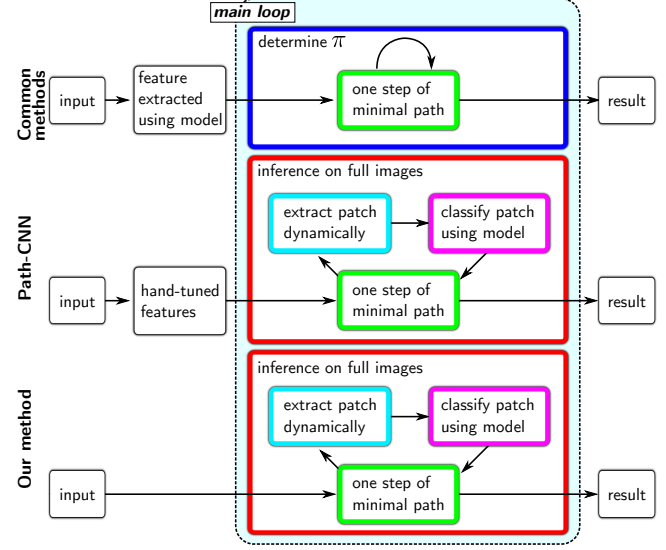 main loop
Common
methods
input
feature
extracted
using model
determine π
one step of
minimal path
result
Path-CNN
input
hand-tuned
features
inference on full images
extract patch
dynamically
classify patch
using model
one step of
minimal path
result
Our method
input
inference on full images
extract patch
dynamically
classify patch
using model
one step of
minimal path
result